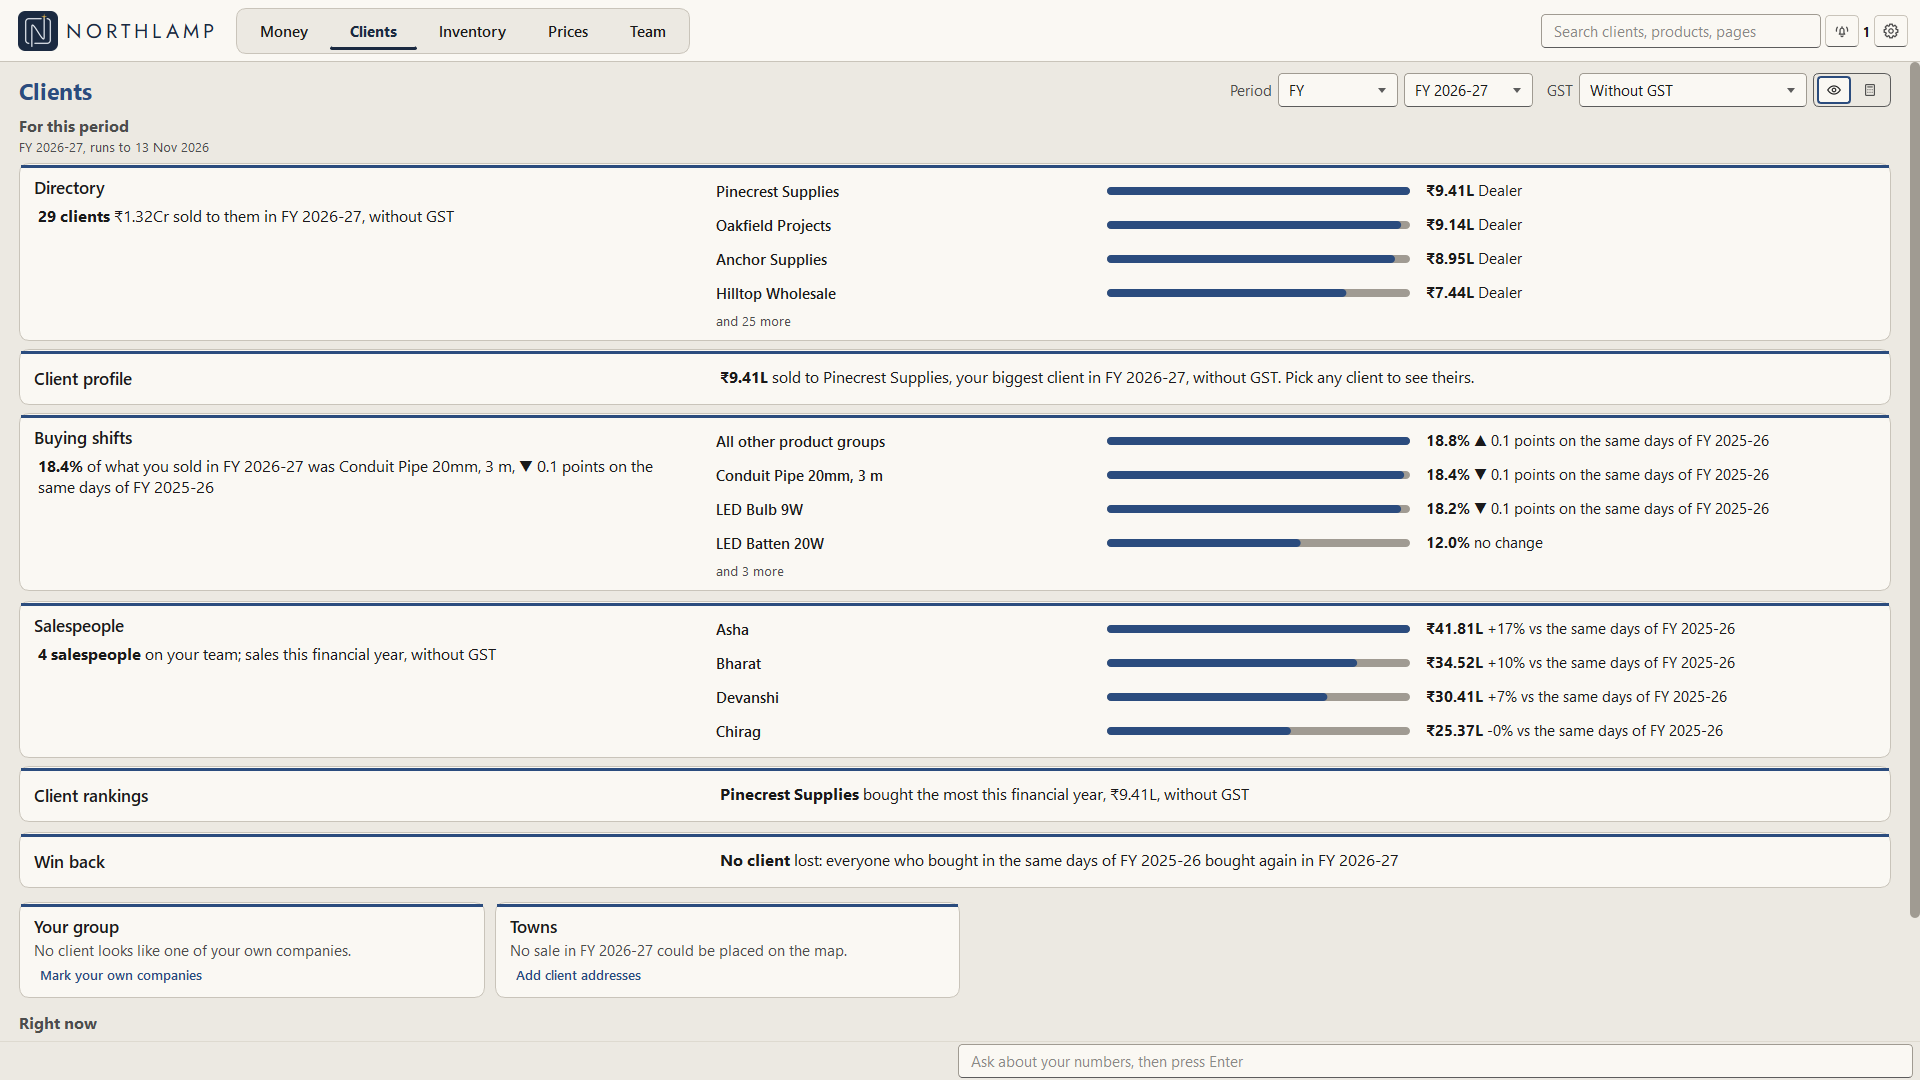 NORTHLAMP
Money
Clients
Inventory
Prices
Team
Search clients, products, pages
1
Clients
Period
FY
FY 2026-27
GST
Without GST
For this period
FY 2026-27, runs to 13 Nov 2026
Directory
29 clients ₹1.32Cr sold to them in FY 2026-27, without GST
Pinecrest Supplies
₹9.41L Dealer
Oakfield Projects
₹9.14L Dealer
Anchor Supplies
₹8.95L Dealer
Hilltop Wholesale
₹7.44L Dealer
and 25 more
Client profile
₹9.41L sold to Pinecrest Supplies, your biggest client in FY 2026-27, without GST. Pick any client to see theirs.
Buying shifts
18.4% of what you sold in FY 2026-27 was Conduit Pipe 20mm, 3 m, ▼ 0.1 points on the
same days of FY 2025-26
All other product groups
18.8% ▲ 0.1 points on the same days of FY 2025-26
Conduit Pipe 20mm, 3 m
18.4% ▼ 0.1 points on the same days of FY 2025-26
LED Bulb 9W
18.2% ▼ 0.1 points on the same days of FY 2025-26
LED Batten 20W
12.0% no change
and 3 more
Salespeople
4 salespeople on your team; sales this financial year, without GST
Asha
₹41.81L +17% vs the same days of FY 2025-26
Bharat
₹34.52L +10% vs the same days of FY 2025-26
Devanshi
₹30.41L +7% vs the same days of FY 2025-26
Chirag
₹25.37L -0% vs the same days of FY 2025-26
Client rankings
Pinecrest Supplies bought the most this financial year, ₹9.41L, without GST
Win back
No client lost: everyone who bought in the same days of FY 2025-26 bought again in FY 2026-27
Your group
No client looks like one of your own companies.
Mark your own companies
Towns
No sale in FY 2026-27 could be placed on the map.
Add client addresses
Right now
Ask about your numbers, then press Enter